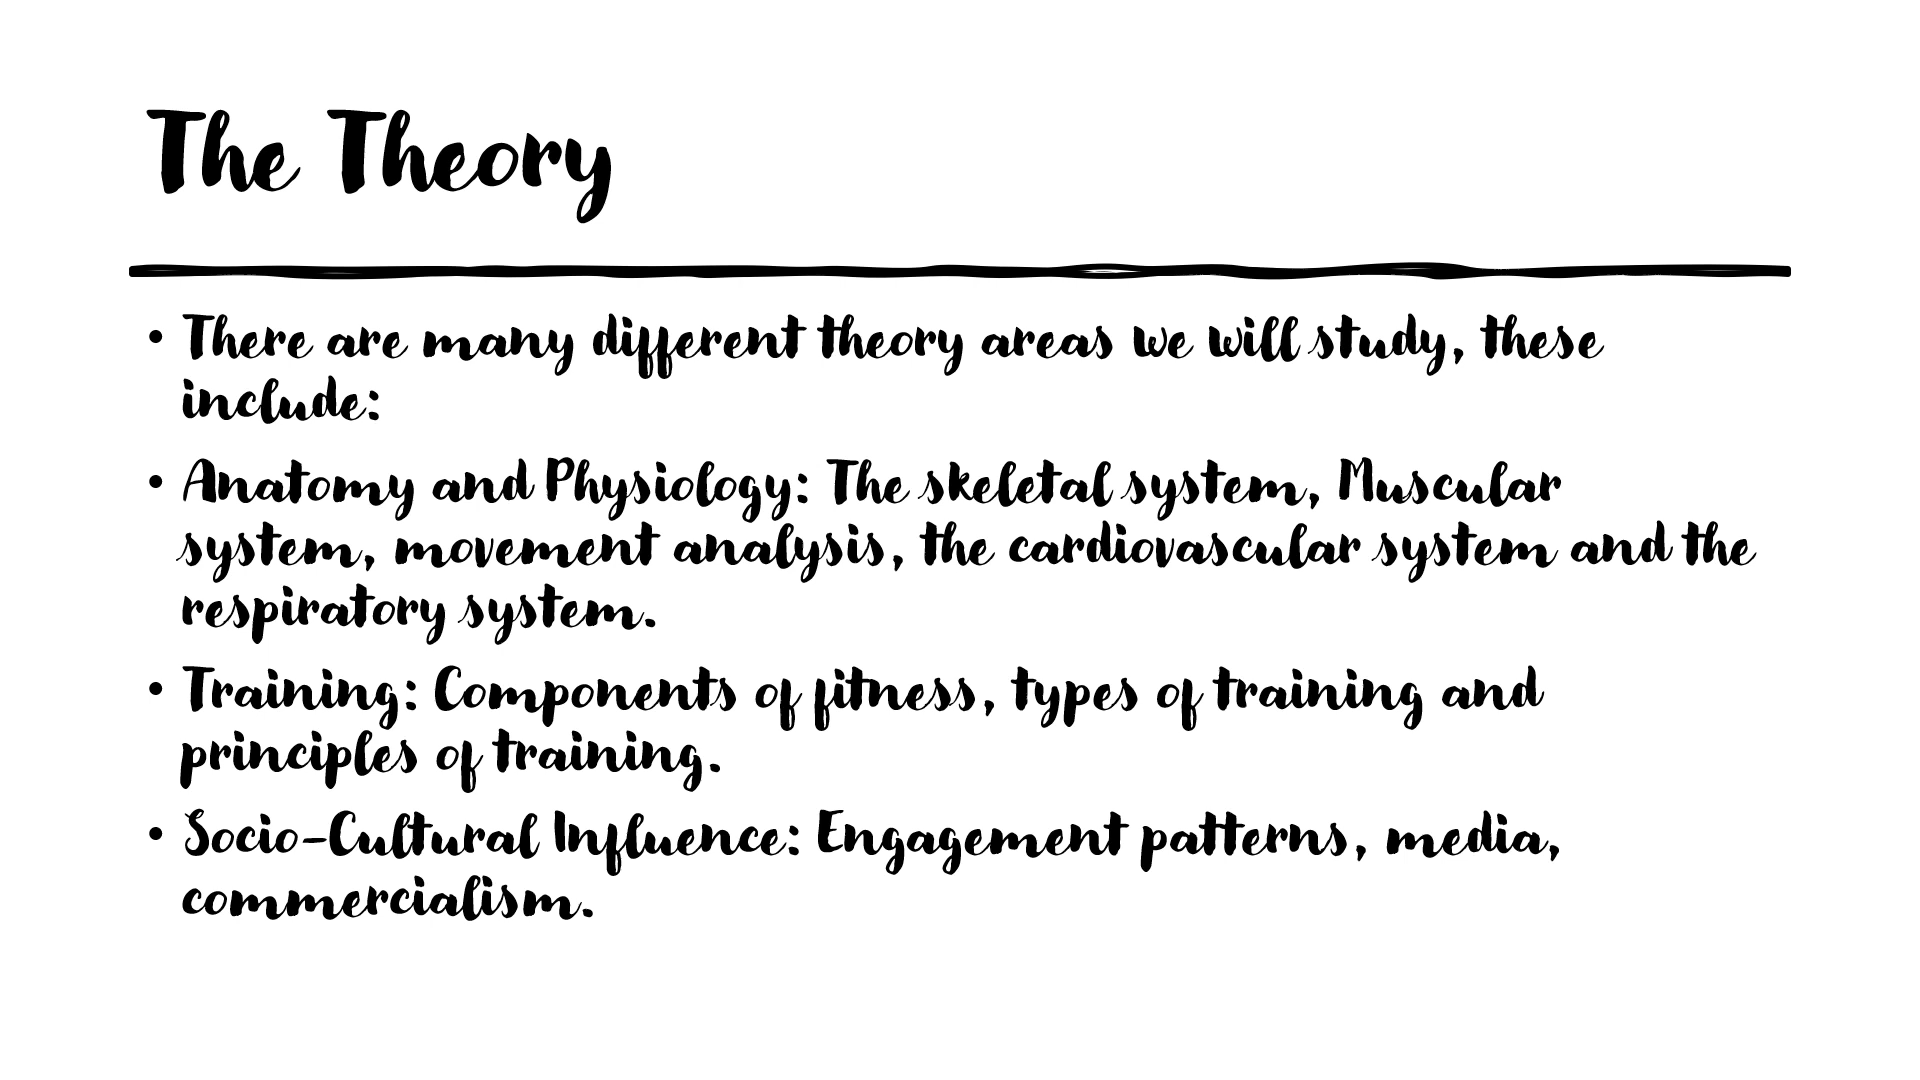 The Theory
• There are many different theory areas we will study, these
include:
• Anatomy and Physiology: The skeletal system, Muscular
system, movement analysis, the cardiovascular system and the
respiratory system.
• Training: Components of fitness, types of training and
principles of training.
• Socio-Cultural Influence: Engagement patterns, media,
commercialism.